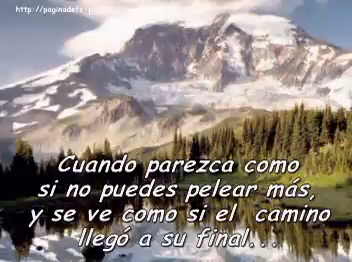 Cuando parezca como
si no puedes pelear más,
y se ve como si el camino
llegó a su final...